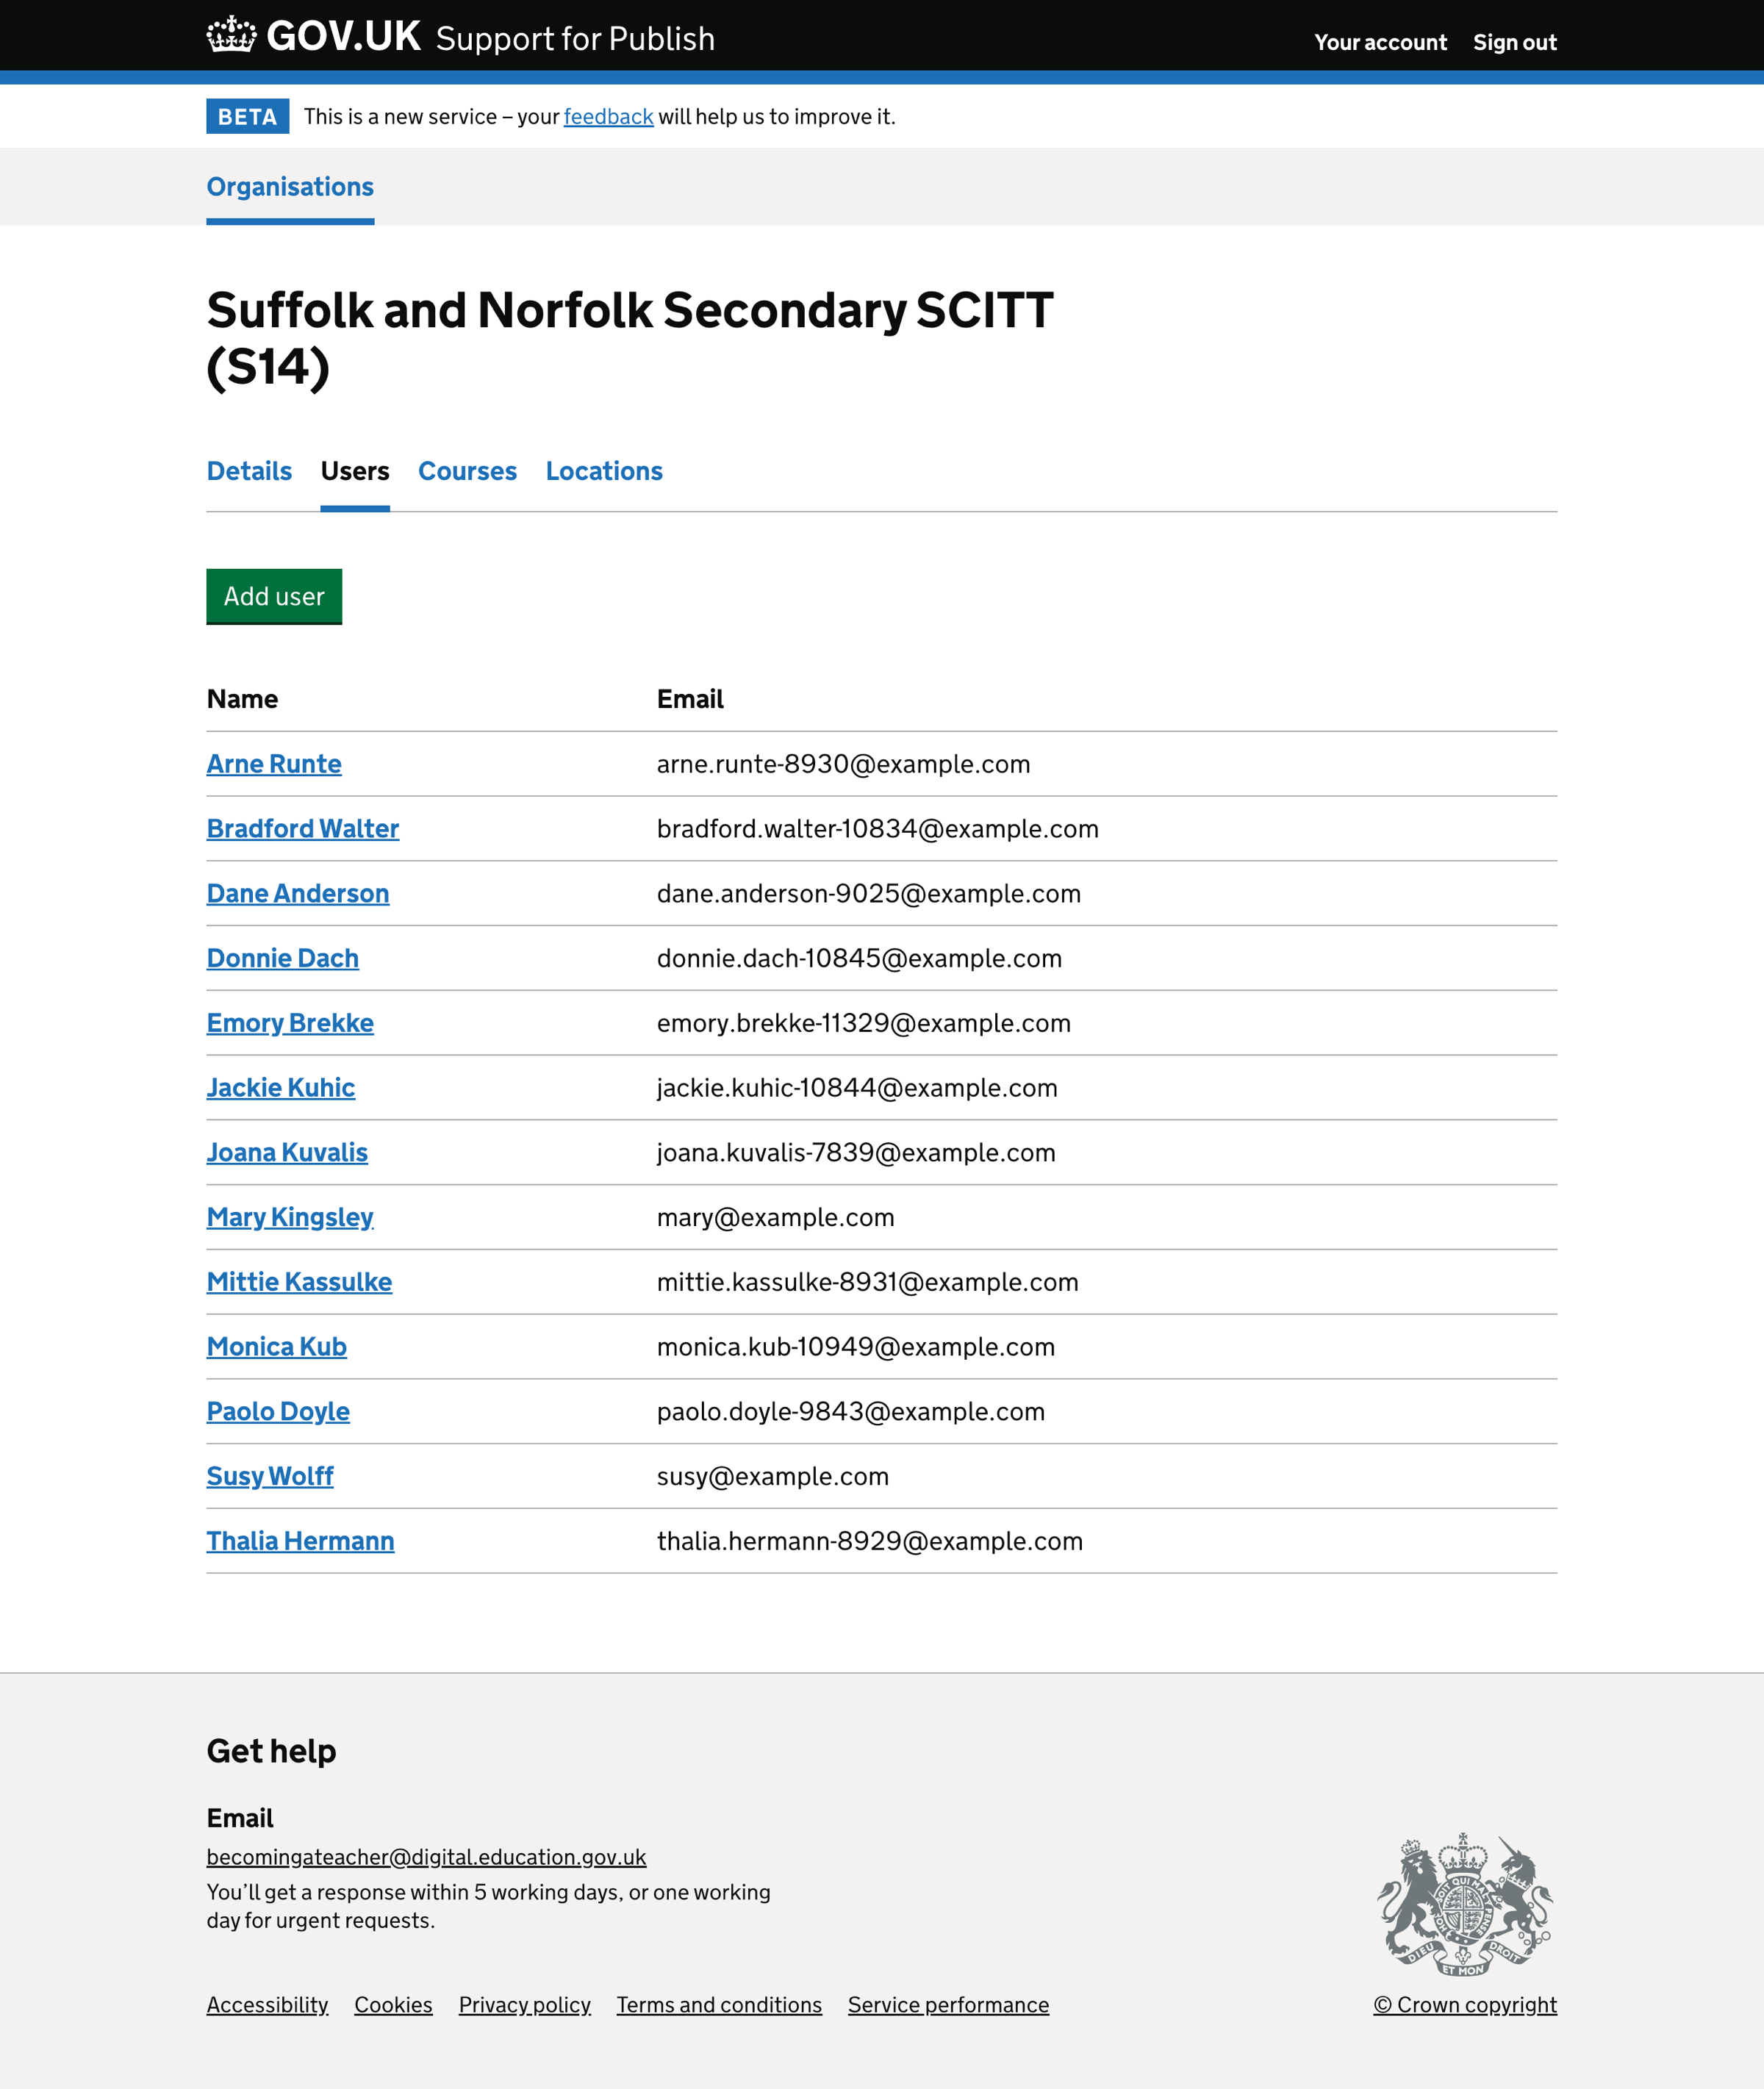 GOV.UK Support for Publish Your account Sign out
BETA This is a new service – your feedback will help us to improve it.
Organisations
Suffolk and Norfolk Secondary SCITT
(S14)
Details Users Courses Locations
Add user
Name Email
Arne Runte arne.runte-8930@example.com
Bradford Walter bradford.walter-10834@example.com
Dane Anderson dane.anderson-9025@example.com
Donnie Dach donnie.dach-10845@example.com
Emory Brekke emory.brekke-11329@example.com
Jackie Kuhic jackie.kuhic-10844@example.com
Joana Kuvalis joana.kuvalis-7839@example.com
Mary Kingsley mary@example.com
Mittie Kassulke mittie.kassulke-8931@example.com
Monica Kub monica.kub-10949@example.com
Paolo Doyle paolo.doyle-9843@example.com
Susy Wolff susy@example.com
Thalia Hermann thalia.hermann-8929@example.com
Get help
Email
becomingateacher@digital.education.gov.uk
You’ll get a response within 5 working days, or one working
day for urgent requests.
DIEU ET MON DROIT
Accessibility Cookies Privacy policy Terms and conditions Service performance © Crown copyright